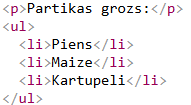 <p>Partikas grozs:</p>
<ul>
<li>Piens</li>
<li>Maize</li>
<li>Kartupeli</li>
</ul>